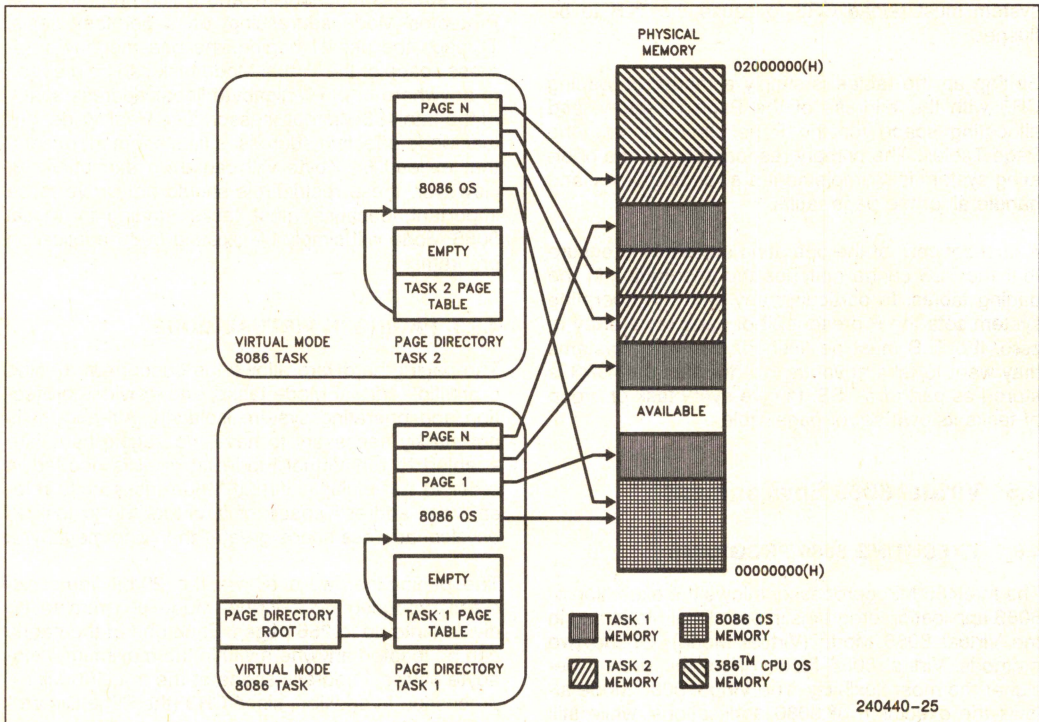 PHYSICAL
MEMORY
02000000(H)
PAGE N
8086 OS
EMPTY
TASK 2 PAGE
TABLE
VIRTUAL MODE
8086 TASK
PAGE DIRECTORY
TASK 2
AVAILABLE
PAGE N
PAGE 1
8086 OS
EMPTY
TASK 1 PAGE
TABLE
PAGE DIRECTORY
ROOT
VIRTUAL MODE
8086 TASK
PAGE DIRECTORY
TASK 1
00000000(H)
TASK 1
MEMORY
8086 OS
MEMORY
TASK 2
MEMORY
386™ CPU OS
MEMORY
240440-25